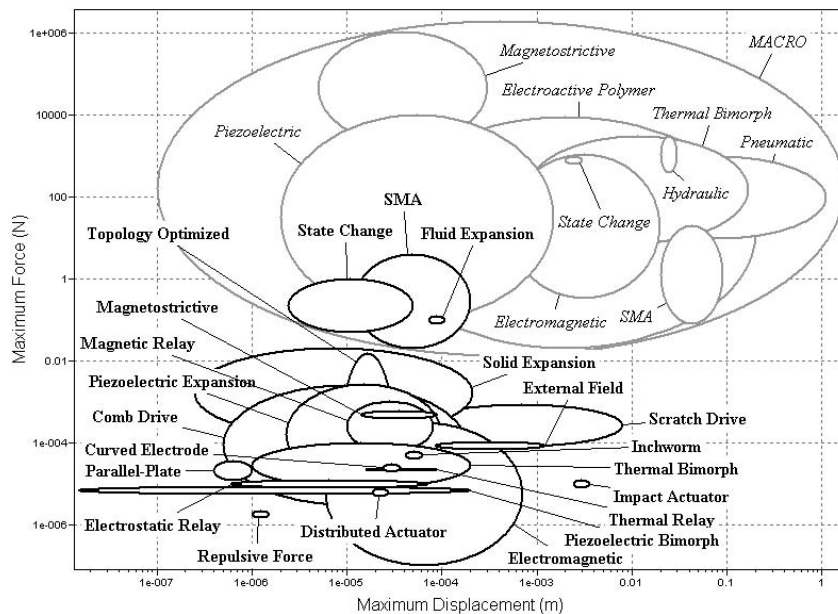 1e+006
Magnetostrictive
MACRO
Electroactive Polymer
10000
Thermal Bimorph
Piezoelectric
Pneumatic
100
SMA
Hydraulic
Topology Optimized
State Change
Fluid Expansion
State Change
1
Magnetostrictive
Electromagnetic
SMA
Magnetic Relay
0.01
Solid Expansion
Piezoelectric Expansion
External Field
Comb Drive
Scratch Drive
1e-004
Curved Electrode
Inchworm
Parallel-Plate
Thermal Bimorph
Impact Actuator
Electrostatic Relay
Thermal Relay
1e-006
Distributed Actuator
Piezoelectric Bimorph
Repulsive Force
Electromagnetic
Maximum Force (N)
1e-007
1e-006
1e-005
1e-004
1e-003
0.01
0.1
1
Maximum Displacement (m)